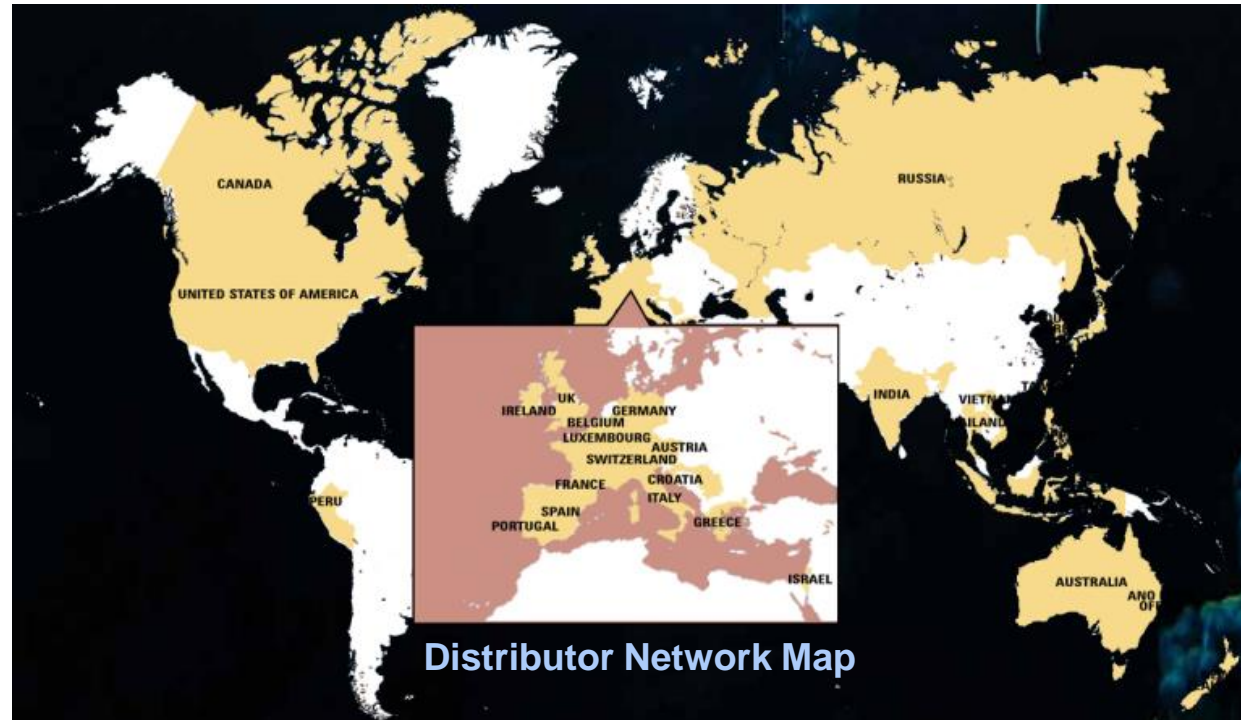 CANADA
RUSSIA
UNITED STATES OF AMERICA
INDIA
VIETNAM
PERU
AUSTRALIA
UK
IRELAND
GERMANY
BELGIUM
LUXEMBOURG
AUSTRIA
SWITZERLAND
CROATIA
FRANCE
ITALY
SPAIN
GREECE
PORTUGAL
ISRAEL
Distributor Network Map